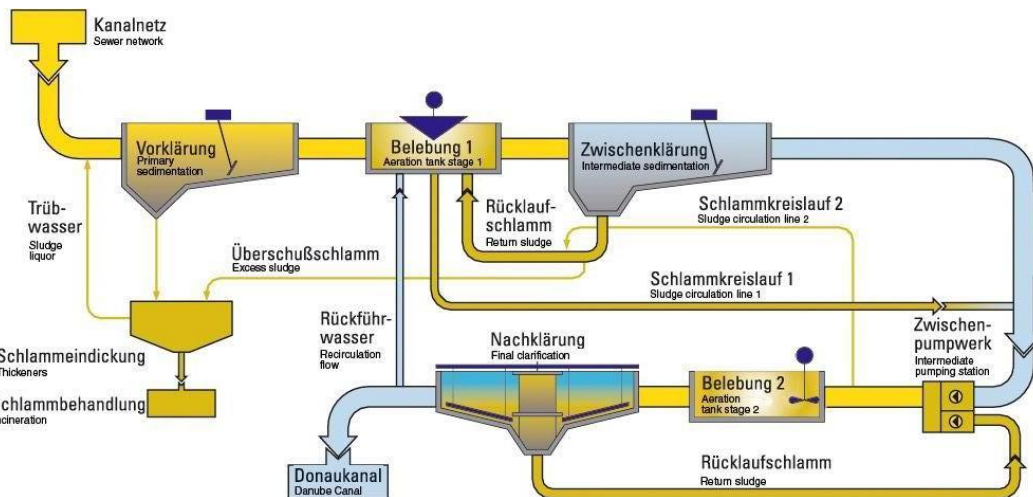 Kanalnetz
Sewer network
Vorklärung
Primary
sedimentation
Belebung 1
Aeration tank stage 1
Zwischenklärung
Intermediate sedimentation
Trüb-
wasser
Sludge
liquor
Rücklauf-
schlamm
Return sludge
Schlammkreislauf 2
Sludge circulation line 2
Überschußschlamm
Excess sludge
Schlammkreislauf 1
Sludge circulation line 1
Rückführ-
wasser
Recirculation
flow
Nachklärung
Final clarification
Zwischen-
pumpwerk
Intermediate
pumping station
Schlammeindickung
Thickeners
Belebung 2
Aeration
tank stage 2
chlammbehandlung
cineration
Rücklaufschlamm
Return sludge
Donaukanal
Danube Canal